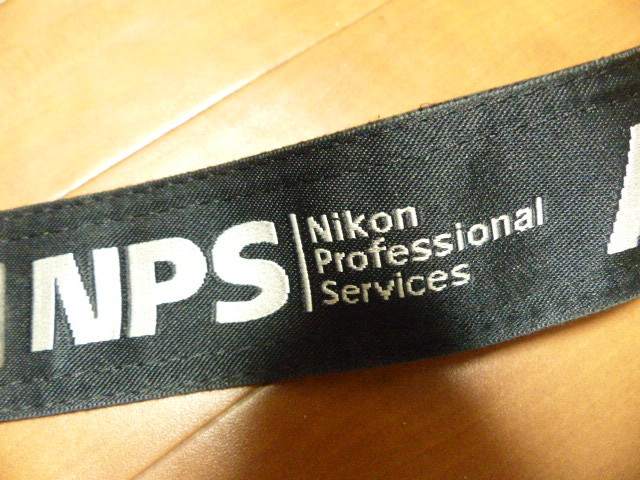 NPS
Nikon
Professional
Services